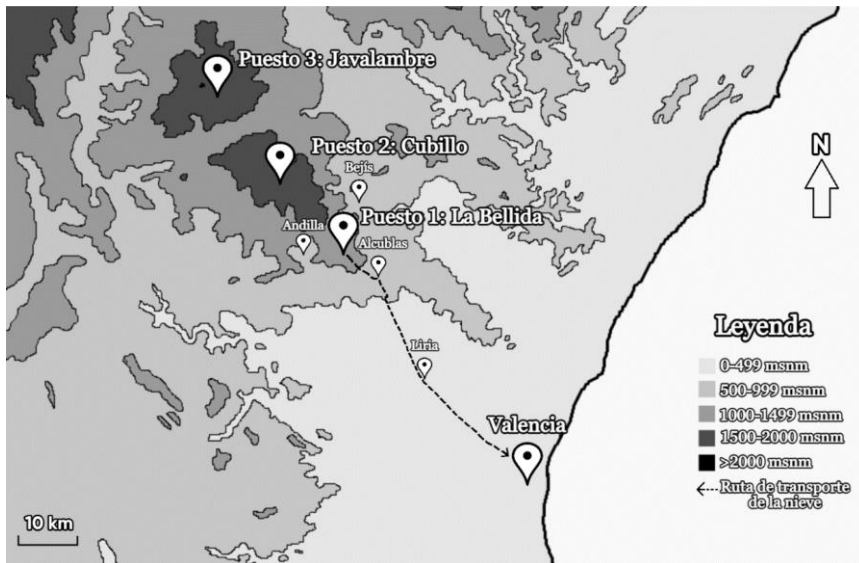 Puesto 3: Javalambre
Puesto 2: Cubillo
Bejís
N
Puesto 1: La Bellida
Andilla
Alcublas
Leyenda
Liria
0-499 msnm
500-999 msnm
1000-1499 msnm
Valencia
1500-2000 msnm
>2000 msnm
Ruta de transporte
de la nieve
10 km